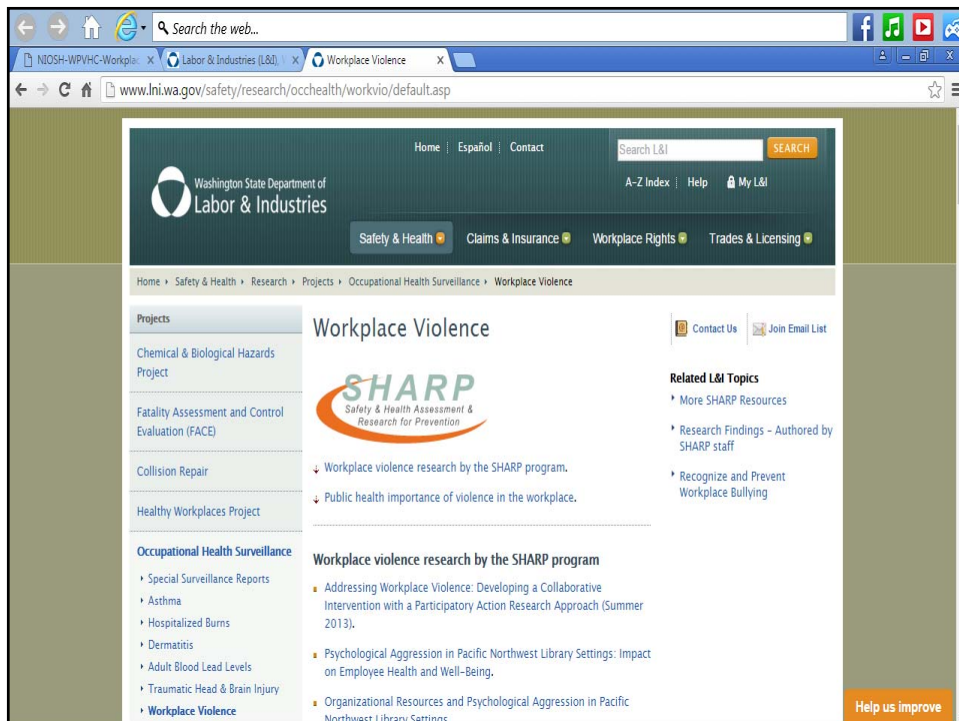 Search the web...
NIOSH-WPVHC-Workplac
Labor & Industries (L&I),
Workplace Violence
www.lni.wa.gov/safety/research/occhealth/workvio/default.asp
Home
Español
Contact
Search L&I
SEARCH
A-Z Index
Help
My L&I
Washington State Department of
Labor & Industries
Safety & Health
Claims & Insurance
Workplace Rights
Trades & Licensing
Home
Safety & Health
Research
Projects
Occupational Health Surveillance
Workplace Violence
Projects
Chemical & Biological Hazards
Project
Fatality Assessment and Control
Evaluation (FACE)
Collision Repair
Healthy Workplaces Project
Occupational Health Surveillance
Special Surveillance Reports
Asthma
Hospitalized Burns
Dermatitis
Adult Blood Lead Levels
Traumatic Head & Brain Injury
Workplace Violence
Workplace Violence
SHARP
Safety & Health Assessment &
Research for Prevention
Workplace violence research by the SHARP program.
Public health importance of violence in the workplace.
Workplace violence research by the SHARP program
Addressing Workplace Violence: Developing a Collaborative
Intervention with a Participatory Action Research Approach (Summer
2013).
Psychological Aggression in Pacific Northwest Library Settings: Impact
on Employee Health and Well-Being.
Organizational Resources and Psychological Aggression in Pacific
Northwest Library Settings
Contact Us
Join Email List
Related L&I Topics
More SHARP Resources
Research Findings - Authored by
SHARP staff
Recognize and Prevent
Workplace Bullying
Help us improve